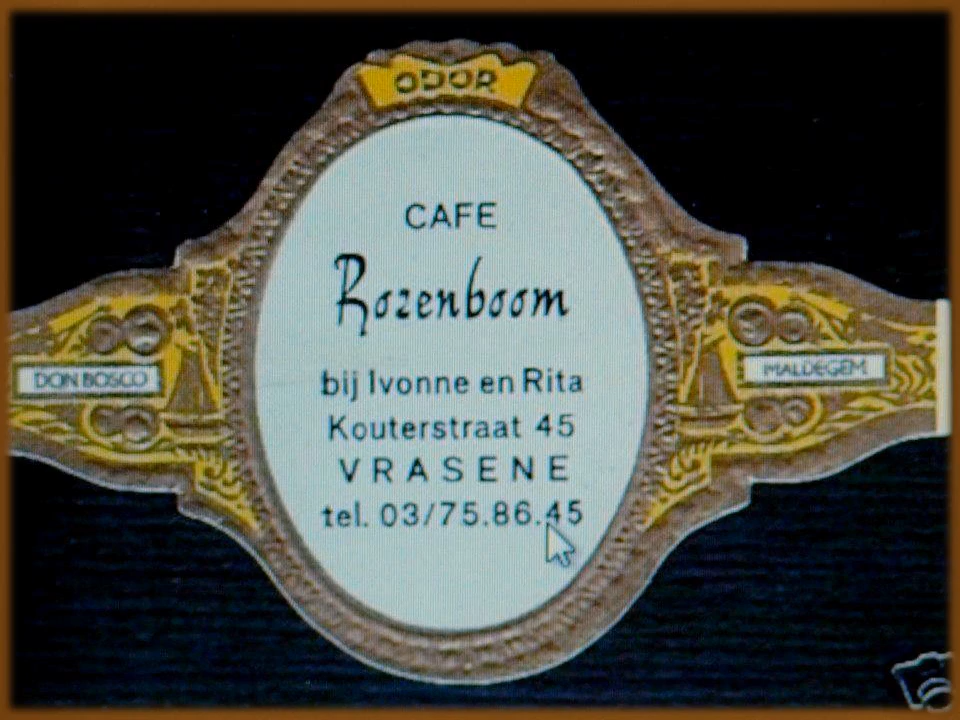 ODOR
CAFE
Rozenboom
bij Ivonne en Rita
Kouterstraat 45
VRASENE
tel. 03/75.86.45
DON BOSCO
MALDEGEM